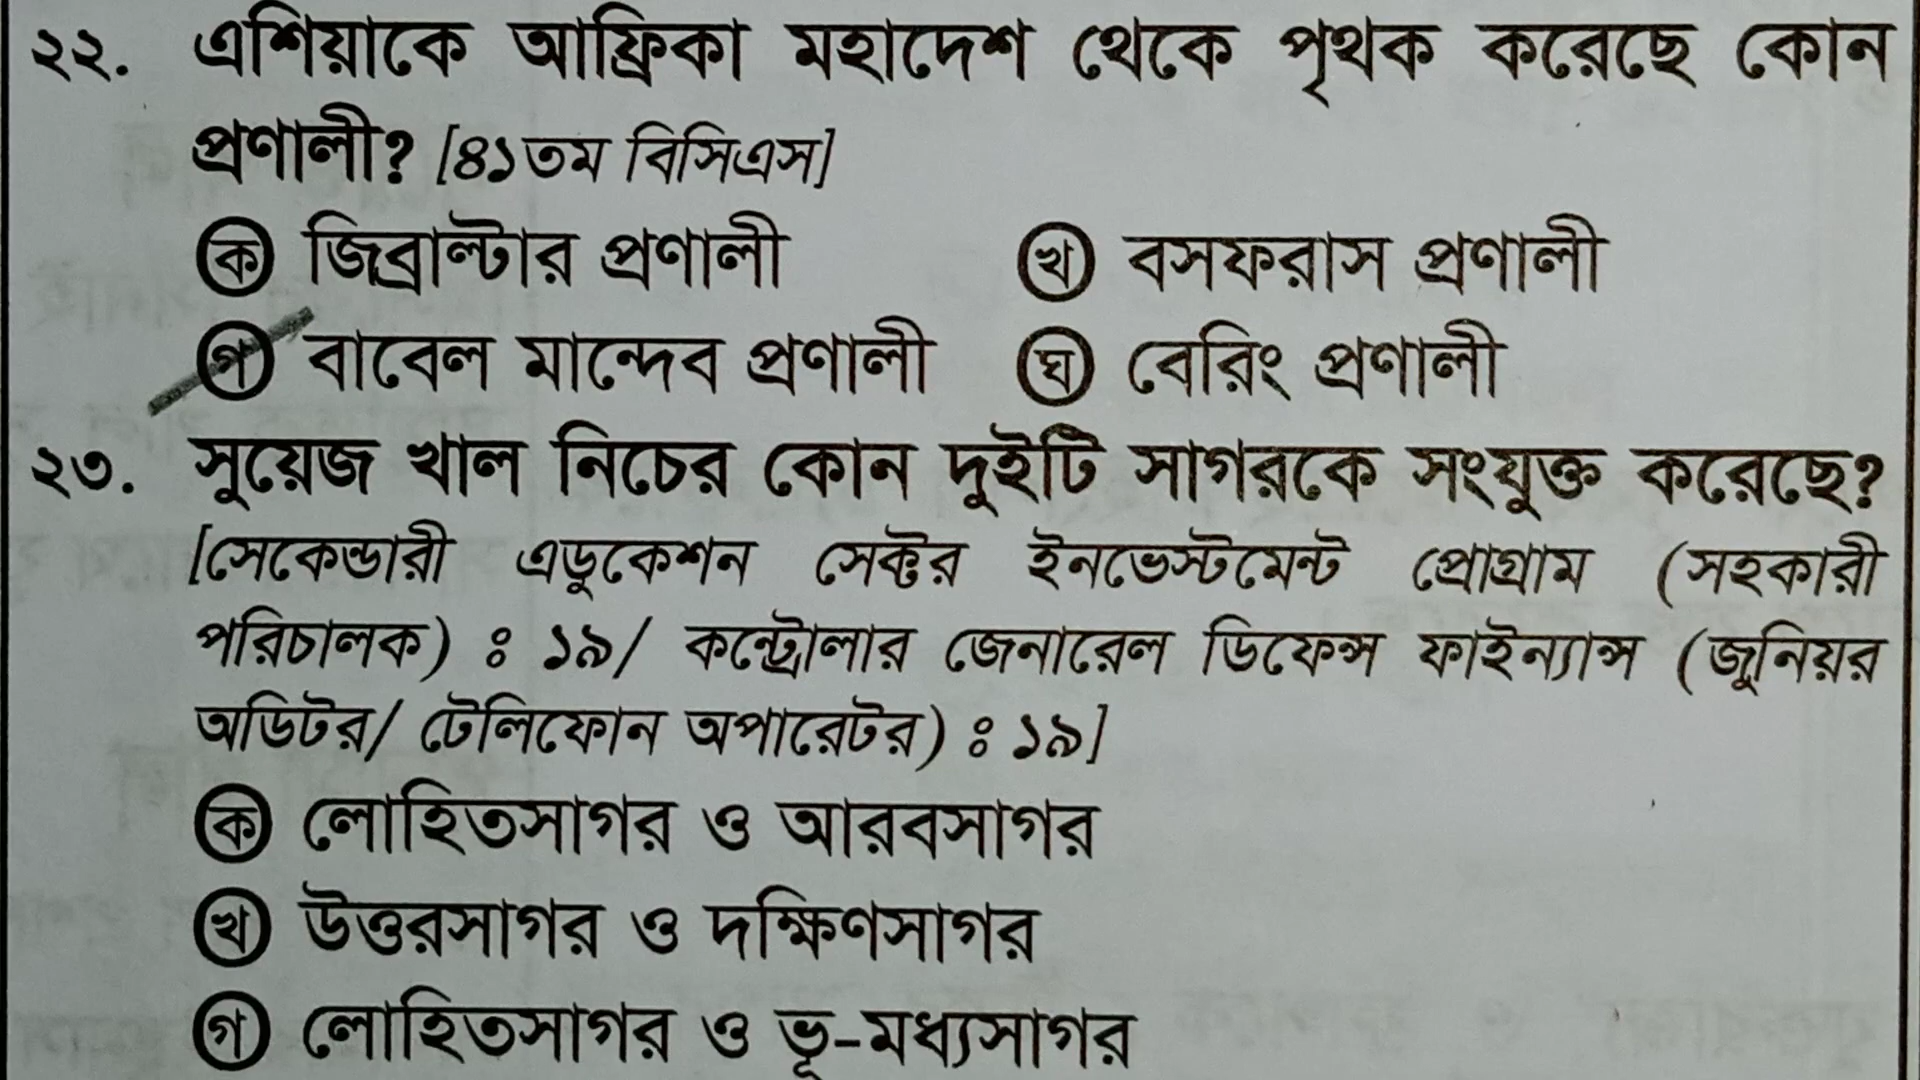 ২২. এশিয়াকে আফ্রিকা মহাদেশ থেকে পৃথক করেছে কোন
প্রণালী? [৪১তম বিসিএস]
ক জিব্রাল্টার প্রণালী খ বসফরাস প্রণালী
গ বাবেল মান্দেব প্রণালী ঘ বেরিং প্রণালী
২৩. সুয়েজ খাল নিচের কোন দুইটি সাগরকে সংযুক্ত করেছে?
[সেকেন্ডারী এডুকেশন সেক্টর ইনভেস্টমেন্ট প্রোগ্রাম (সহকারী
পরিচালক) : ১৯/ কন্ট্রোলার জেনারেল ডিফেন্স ফাইন্যান্স (জুনিয়র
অডিটর/ টেলিফোন অপারেটর) : ১৯]
ক লোহিতসাগর ও আরবসাগর
খ উত্তরসাগর ও দক্ষিণসাগর
গ লোহিতসাগর ও ভূ-মধ্যসাগর